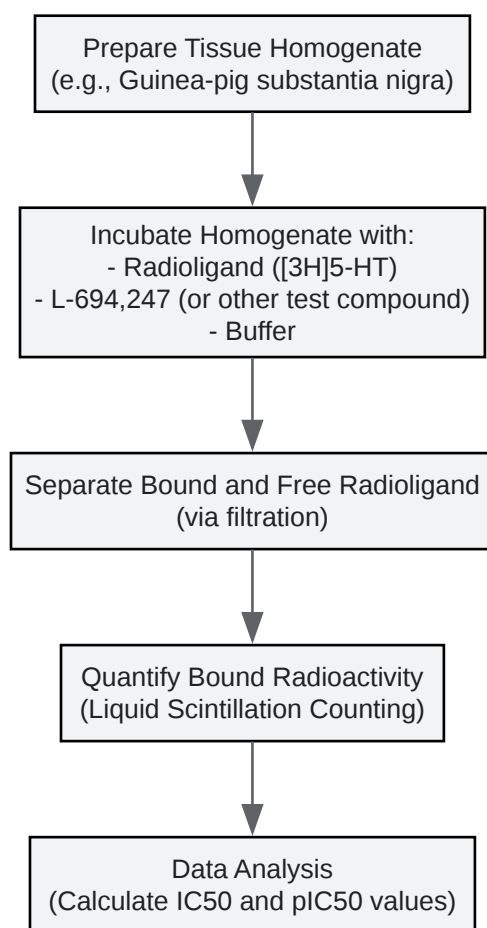 Prepare Tissue Homogenate
(e.g., Guinea-pig substantia nigra)
Incubate Homogenate with:
- Radioligand ([3H]5-HT)
- L-694,247 (or other test compound)
- Buffer
Separate Bound and Free Radioligand
(via filtration)
Quantify Bound Radioactivity
(Liquid Scintillation Counting)
Data Analysis
(Calculate IC50 and pIC50 values)